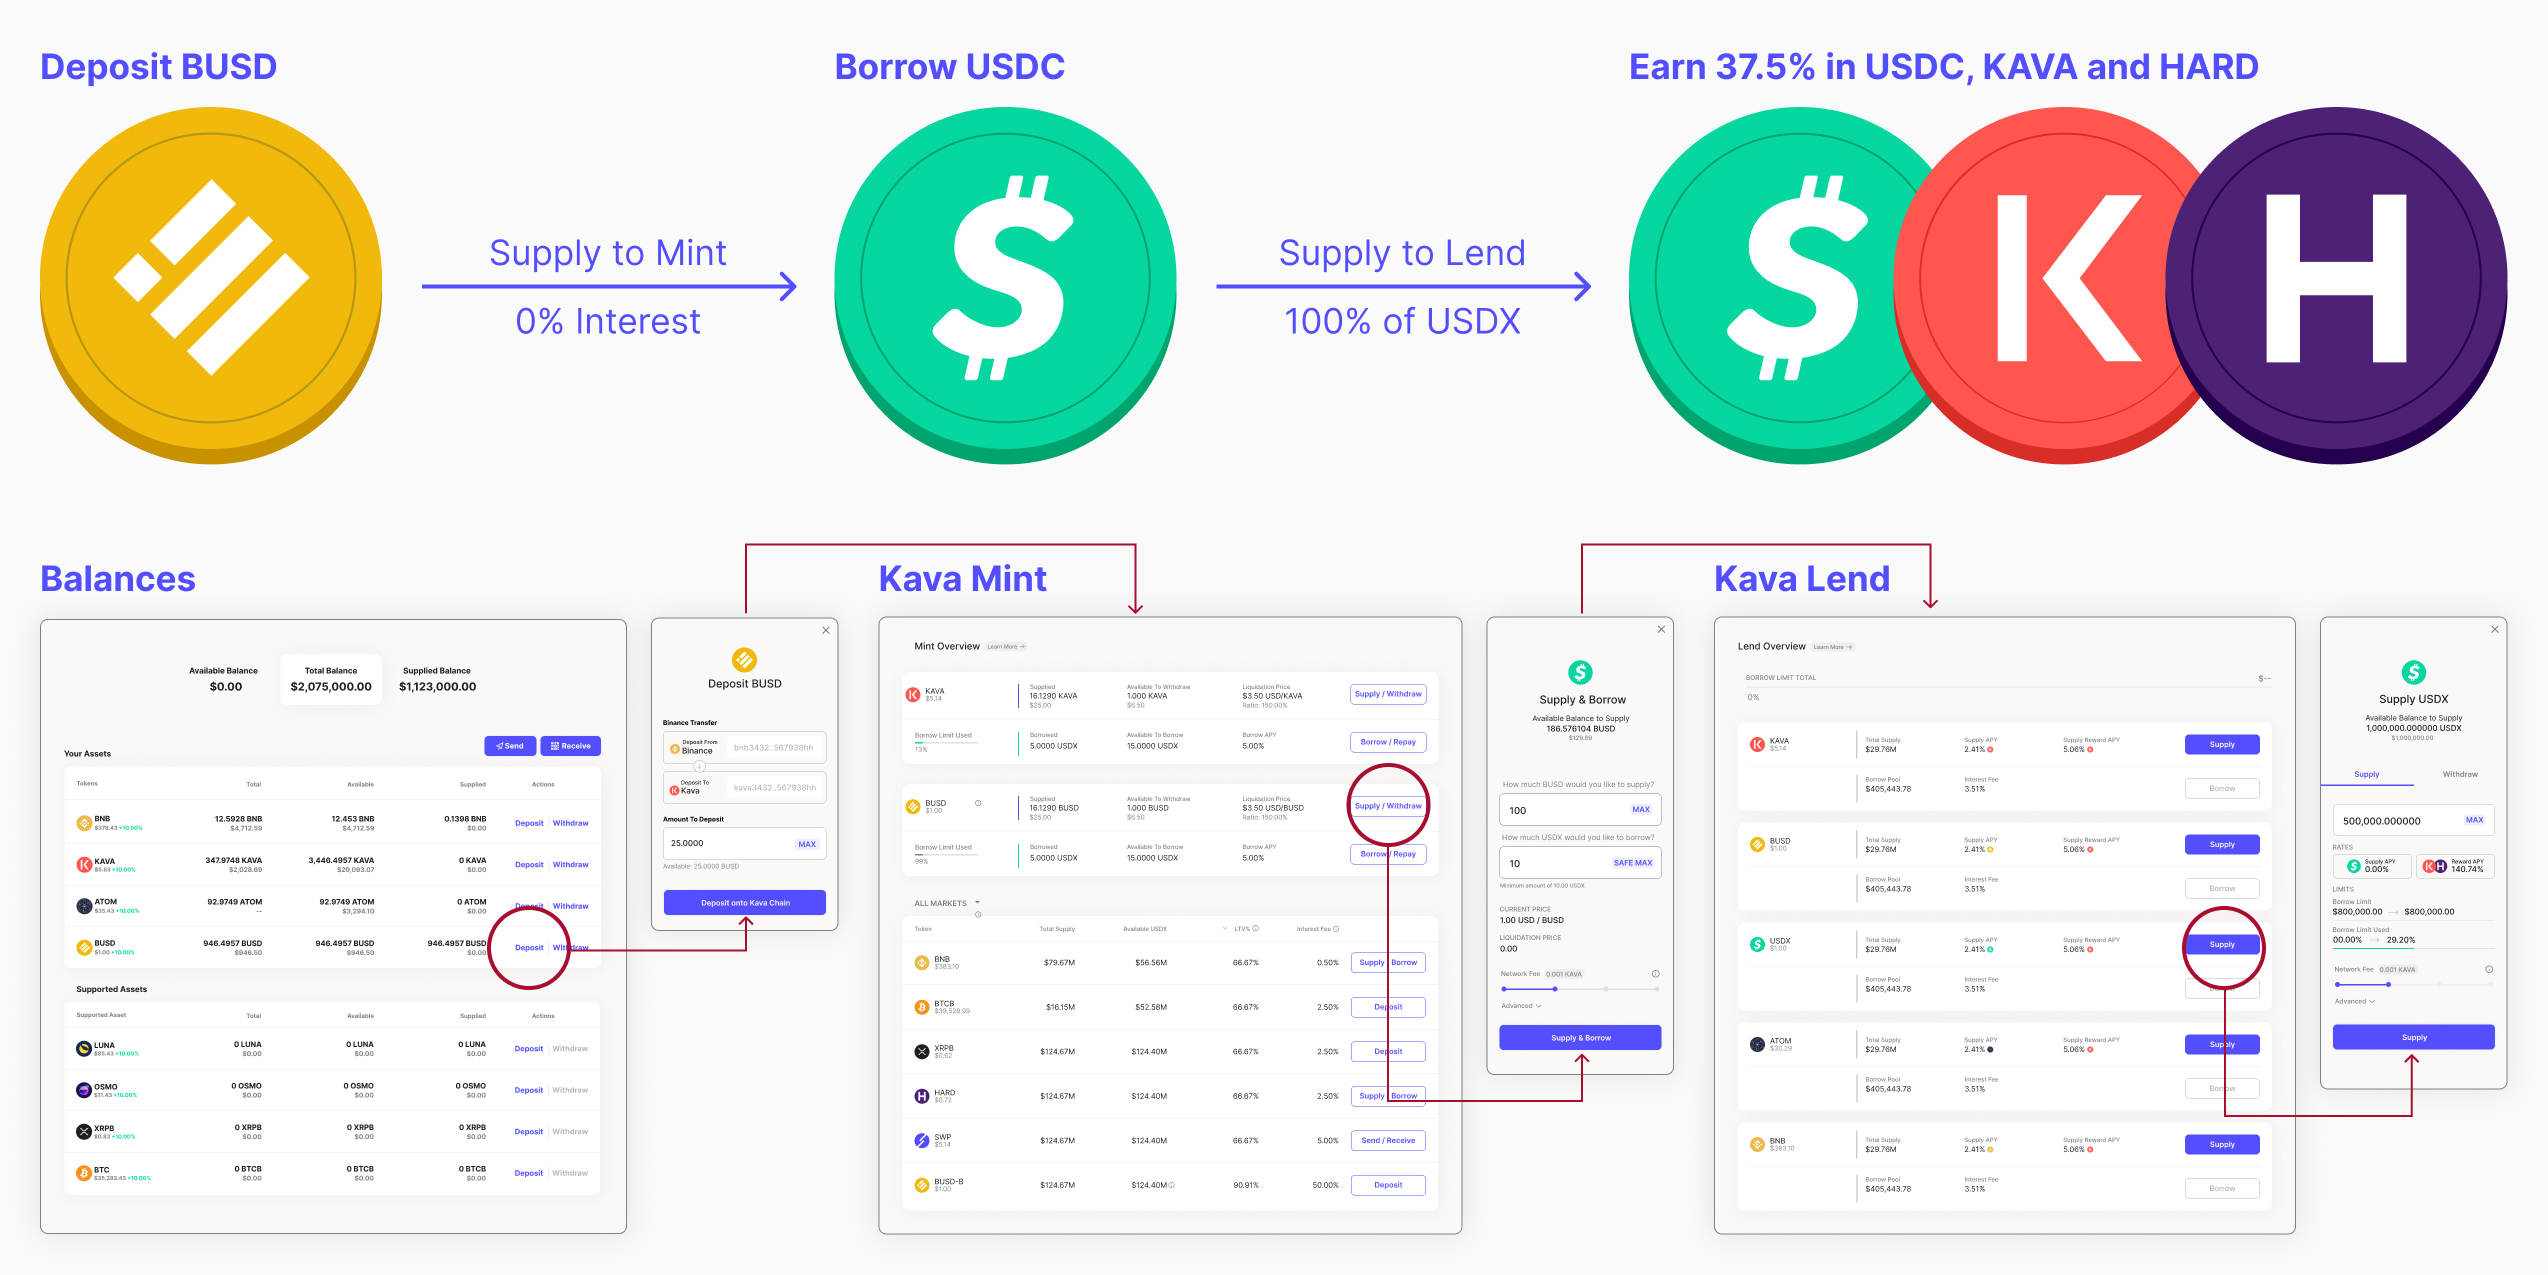 Deposit BUSD
Borrow USDC
Earn 37.5% in USDC, KAVA and HARD
Supply to Mint
0% Interest
Supply to Lend
100% of USDX
Balances
Available Balance
$0.00
Total Balance
$2,075,000.00
Supplied Balance
$1,123,000.00
Your Assets
Send
Receive
Tokens Total Available Supplied Actions
BNB 12.5928 BNB 12.453 BNB 0.1398 BNB Deposit Withdraw
$378.43 +10.00% $4,712.59 $4,712.59 $0.00
KAVA 347.9748 KAVA 3,446.4957 KAVA 0 KAVA Deposit Withdraw
$5.83 +10.00% $2,028.69 $20,093.07 $0.00
ATOM 92.9749 ATOM 92.9749 ATOM 0 ATOM Deposit Withdraw
$35.43 +10.00% -- $3,294.10 $0.00
BUSD 946.4957 BUSD 946.4957 BUSD 946.4957 BUSD Deposit Withdraw
$1.00 +10.00% $946.50 $946.50 $0.00
Supported Assets
Supported Asset Total Available Supplied Actions
LUNA 0 LUNA 0 LUNA 0 LUNA Deposit Withdraw
$85.43 +10.00% $0.00 $0.00 $0.00
OSMO 0 OSMO 0 OSMO 0 OSMO Deposit Withdraw
$11.43 +10.00% $0.00 $0.00 $0.00
XRPB 0 XRPB 0 XRPB 0 XRPB Deposit Withdraw
$0.83 +10.00% $0.00 $0.00 $0.00
BTC 0 BTCB 0 BTCB 0 BTCB Deposit Withdraw
$35,283.43 +10.00% $0.00 $0.00 $0.00
Deposit BUSD
Binance Transfer
Deposit From
Binance bnb3432..567938hh
Deposit To
Kava kava3432..567938hh
Amount To Deposit
25.0000 MAX
Available: 25.0000 BUSD
Deposit onto Kava Chain
Kava Mint
Mint Overview Learn More
KAVA
$5.14
Supplied Available To Withdraw Liquidation Price
16.1290 KAVA 1.000 KAVA $3.50 USD/KAVA Supply / Withdraw
$25.00 $6.50 Ratio: 150.00%
Borrow Limit Used Borrowed Available To Borrow Borrow APY
13% 5.0000 USDX 15.0000 USDX 5.00% Borrow / Repay
BUSD
$1.00
Supplied Available To Withdraw Liquidation Price
16.1290 BUSD 1.000 BUSD $3.50 USD/BUSD Supply / Withdraw
$25.00 $6.50 Ratio: 150.00%
Borrow Limit Used Borrowed Available To Borrow Borrow APY
99% 5.0000 USDX 15.0000 USDX 5.00% Borrow / Repay
ALL MARKETS
Token Total Supply Available USDX LTV% Interest Fee
BNB $79.67M $56.56M 66.67% 0.50% Supply / Borrow
$383.10
BTCB $16.15M $52.58M 66.67% 2.50% Deposit
$39,528.99
XRPB $124.67M $124.40M 66.67% 2.50% Deposit
$0.62
HARD $124.67M $124.40M 66.67% 2.50% Supply / Borrow
$0.72
SWP $124.67M $124.40M 66.67% 5.00% Send / Receive
$5.14
BUSD-B $124.67M $124.40M 90.91% 50.00% Deposit
$1.00
Supply & Borrow
Available Balance to Supply
186.576104 BUSD
$129.89
How much BUSD would you like to supply?
100 MAX
How much USDX would you like to borrow?
10 SAFE MAX
Minimum amount of 10.00 USDX
CURRENT PRICE
1.00 USD / BUSD
LIQUIDATION PRICE
0.00
Network Fee 0.001 KAVA
Advanced
Supply & Borrow
Kava Lend
Lend Overview Learn More
BORROW LIMIT TOTAL $--
0%
KAVA
$5.14
Total Supply Supply APY Supply Reward APY
$29.76M 2.41% 5.06% Supply
Borrow Pool Interest Fee
$405,443.78 3.51% Borrow
BUSD
$1.00
Total Supply Supply APY Supply Reward APY
$29.76M 2.41% 5.06% Supply
Borrow Pool Interest Fee
$405,443.78 3.51% Borrow
USDX
$1.00
Total Supply Supply APY Supply Reward APY
$29.76M 2.41% 5.06% Supply
Borrow Pool Interest Fee
$405,443.78 3.51% Borrow
ATOM
$30.29
Total Supply Supply APY Supply Reward APY
$29.76M 2.41% 5.06% Supply
Borrow Pool Interest Fee
$405,443.78 3.51% Borrow
BNB
$383.10
Total Supply Supply APY Supply Reward APY
$29.76M 2.41% 5.06% Supply
Borrow Pool Interest Fee
$405,443.78 3.51% Borrow
Supply USDX
Available Balance to Supply
1,000,000.000000 USDX
$1,000,000.00
Supply Withdraw
500,000.000000 MAX
RATES
Supply APY Reward APY
0.00% 140.74%
LIMITS
Borrow Limit
$800,000.00 → $800,000.00
Borrow Limit Used
00.00% → 29.20%
Network Fee 0.001 KAVA
Advanced
Supply